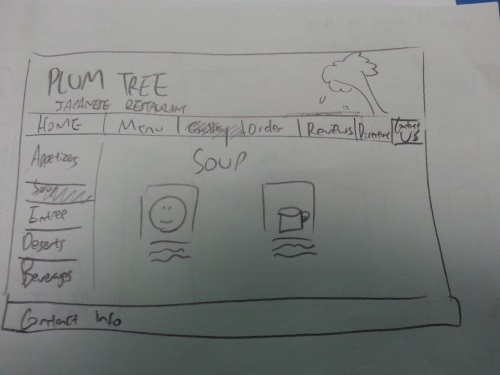 PLUM TREE
JAPANESE RESTAURANT
HOME Menu Gallery Order Reviews Directions Contact US
Appetizers
SOUP
Soup
Entree
Deserts
Beverages
Contact Info